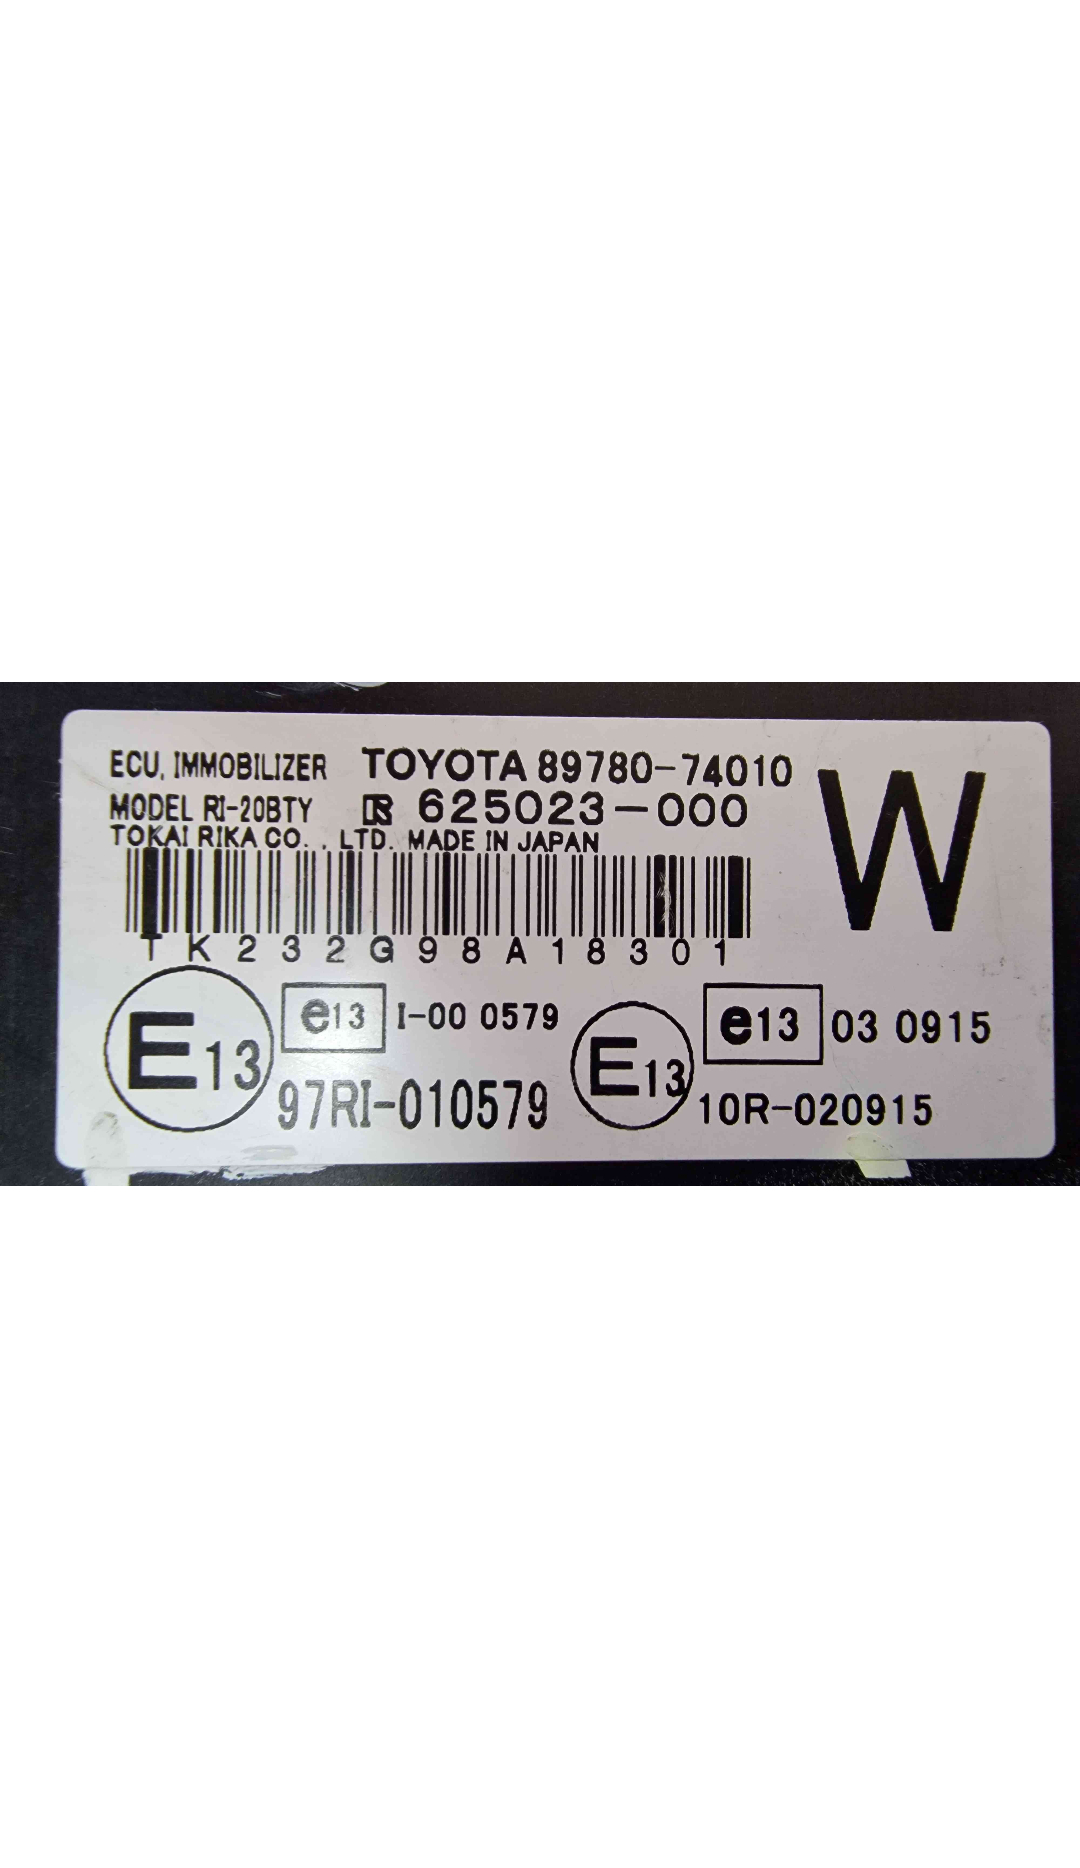 ECU, IMMOBILIZER TOYOTA 89780-74010
MODEL RI-20BTY 625023-000
TOKAI RIKA CO., LTD. MADE IN JAPAN
W
TK232G98A18301
E13 e13 I-00 0579
97RI-010579
E13 e13 03 0915
10R-020915